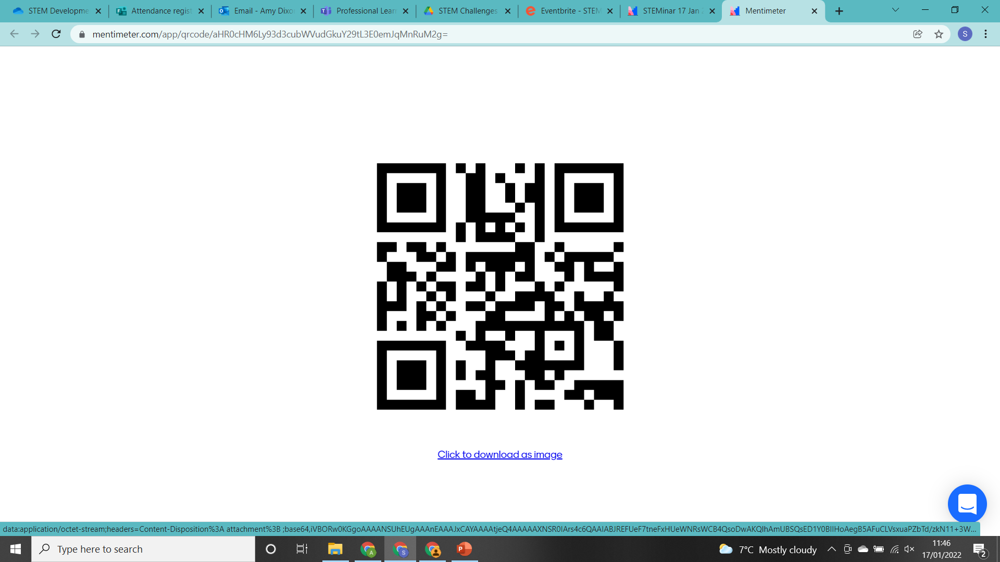 STEM Developme
Attendance regist
Email - Amy Dixo
Professional Lear
STEM Challenges
Eventbrite - STEM
STEMinar 17 Jan 2
Mentimeter
mentimeter.com/app/qrcode/aHR0cHM6Ly93d3cubWVudGkuY29tL3E0emJqMnRuM2g=
S
Click to download as image
data:application/octet-stream;headers=Content-Disposition%3A attachment%3B ;base64,iVBORw0KGgoAAAANSUhEUgAAAnEAAAJxCAYAAAAtjeQ4AAAAAXNSR0IArs4c6QAAIABJREFUeF7tneFxHUeWNRsWCB4QsoDwAKQIhAmUBSQsED1Y0BIIHoAegB5AFuCLVsxuaPZbTd/zkN11+3W...
Type here to search
7°C Mostly cloudy
11:46
17/01/2022
2